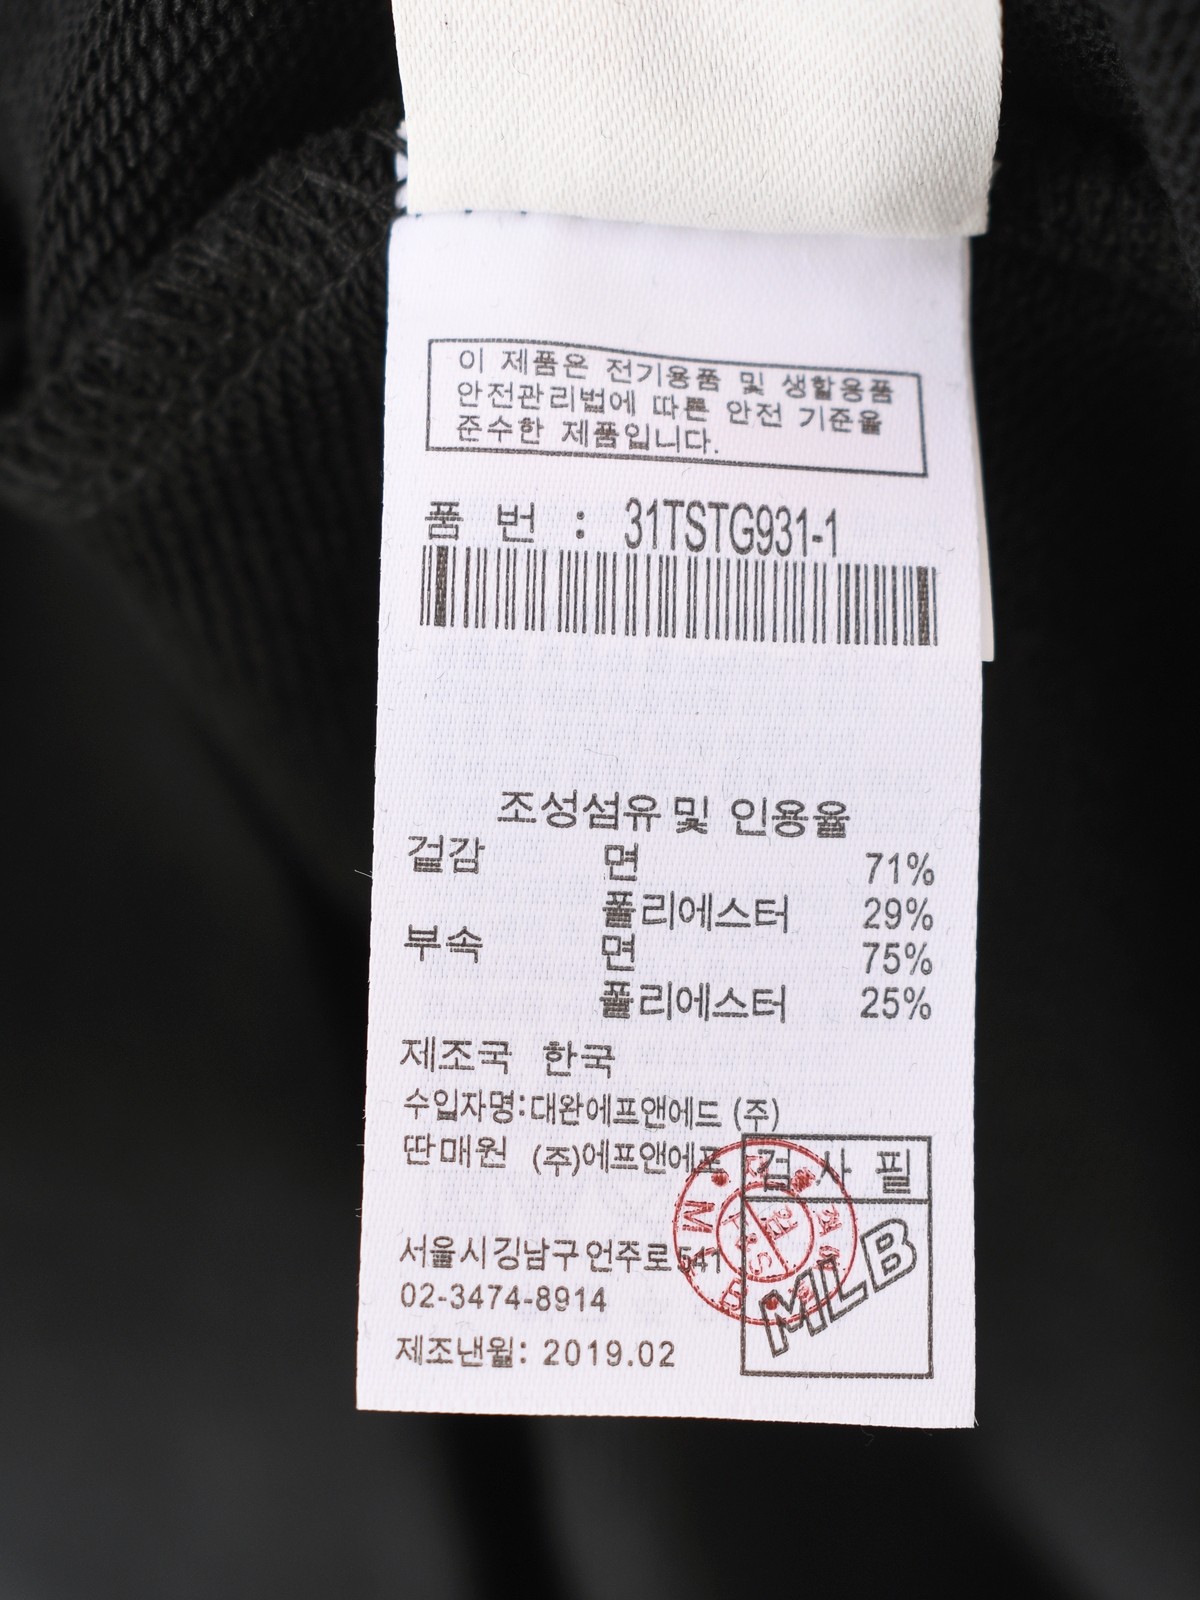 이 제품은 전기용품 및 생활용품
안전관리법에 따른 안전 기준을
준수한 제품입니다.
품 번 : 31TSTG931-1
조성섬유 및 인용율
겉감 면 71%
폴리에스터 29%
부속 면 75%
폴리에스터 25%
제조국 한국
수입자명:대완에프앤에드 (주)
딴매원 (주)에프앤에프
검 사 필
서울시 깅남구 언주로 541
MLB
02-3474-8914
제조낸월: 2019.02